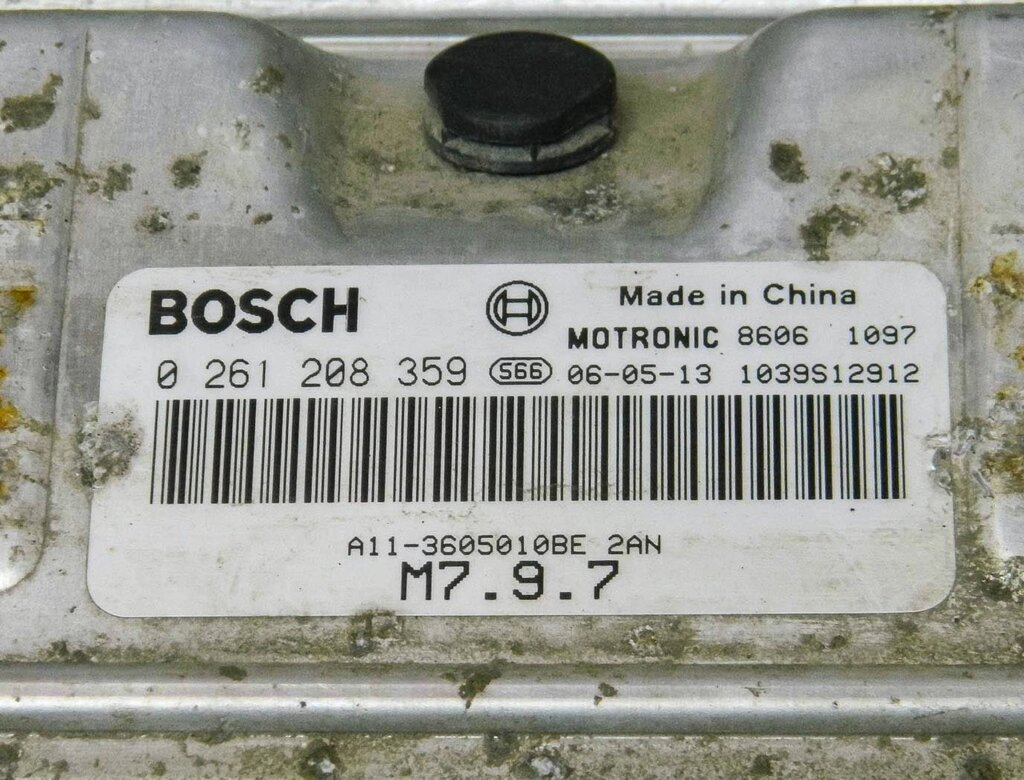 BOSCH
Made in China
MOTRONIC 8606 1097
0 261 208 359 S66 06-05-13 1039S12912
A11-3605010BE 2AN
M7.9.7